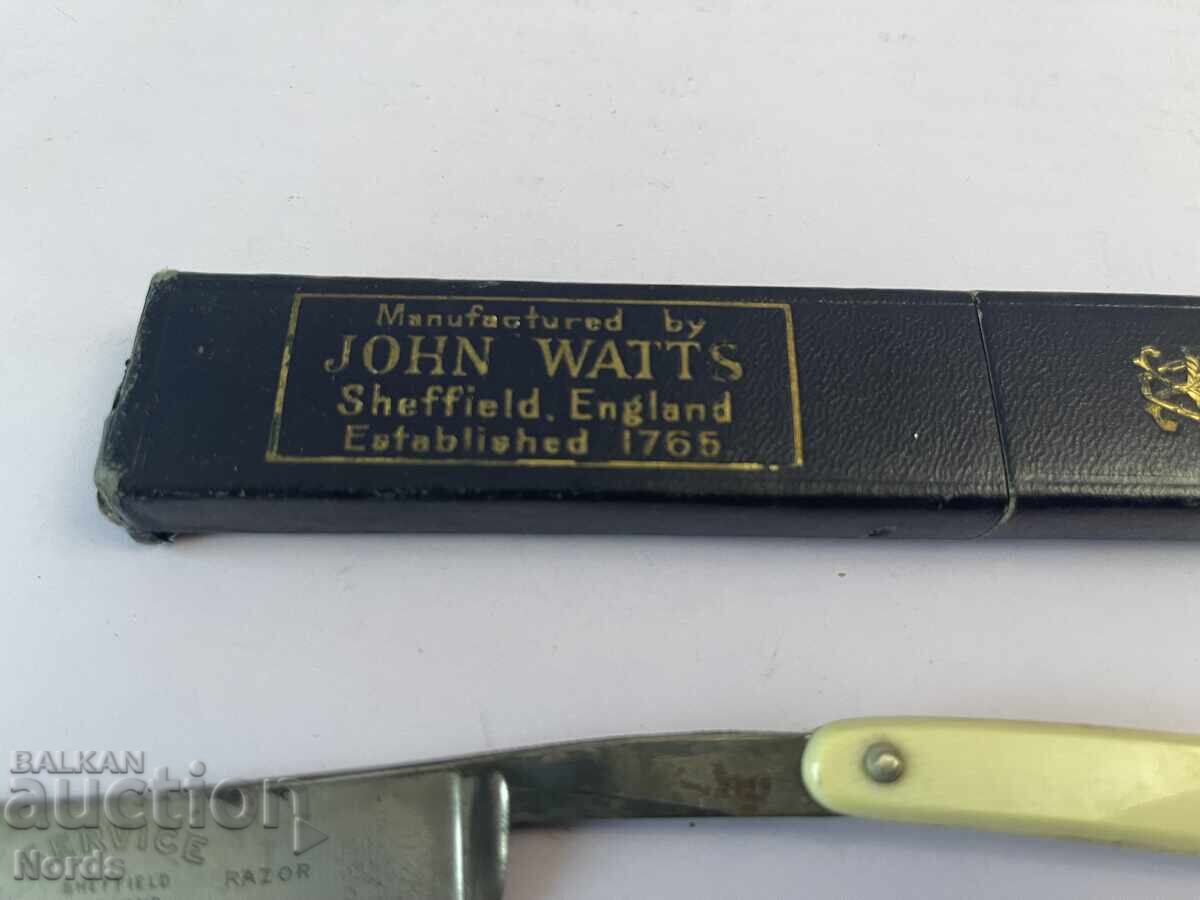 Manufactured by
JOHN WATTS
Sheffield. England
Established 1765.
BALKAN
auction
Nords
SHEFFIELD RAZOR